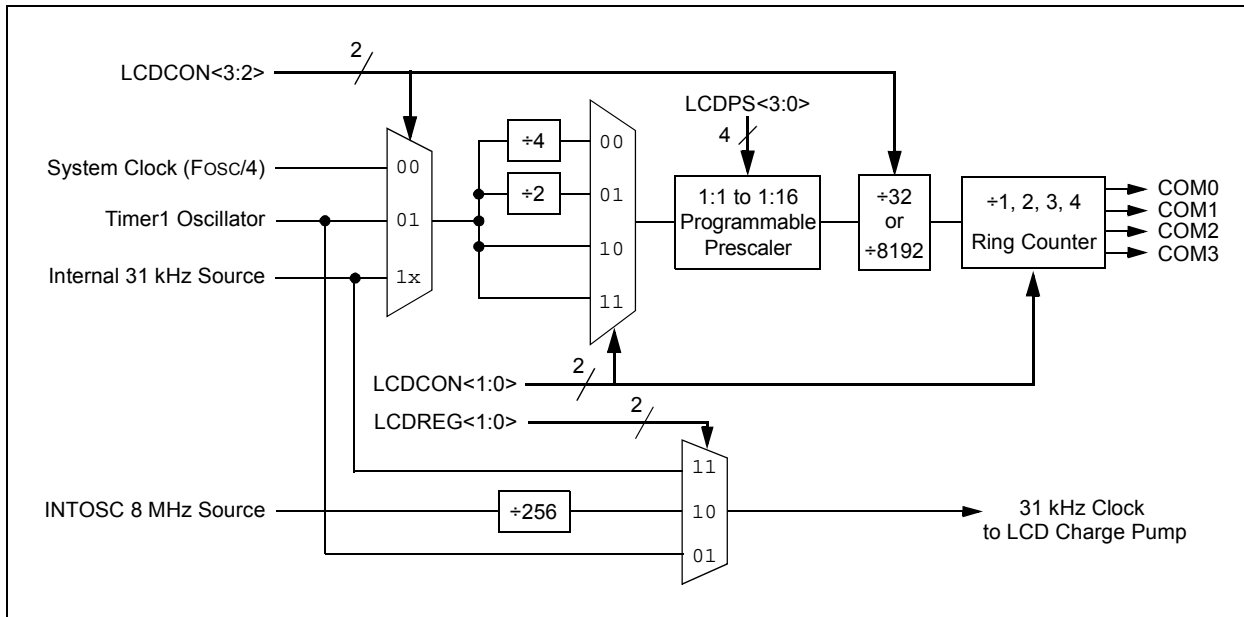 2
LCDCON<3:2>
LCDPS<3:0>
4
System Clock (FOSC/4)
00
÷4
00
÷2
01
1:1 to 1:16
Programmable
Prescaler
÷32
or
÷8192
÷1, 2, 3, 4
Ring Counter
COM0
COM1
COM2
COM3
Timer1 Oscillator
01
10
Internal 31 kHz Source
1x
11
2
LCDCON<1:0>
2
LCDREG<1:0>
11
INTOSC 8 MHz Source
÷256
10
31 kHz Clock
to LCD Charge Pump
01